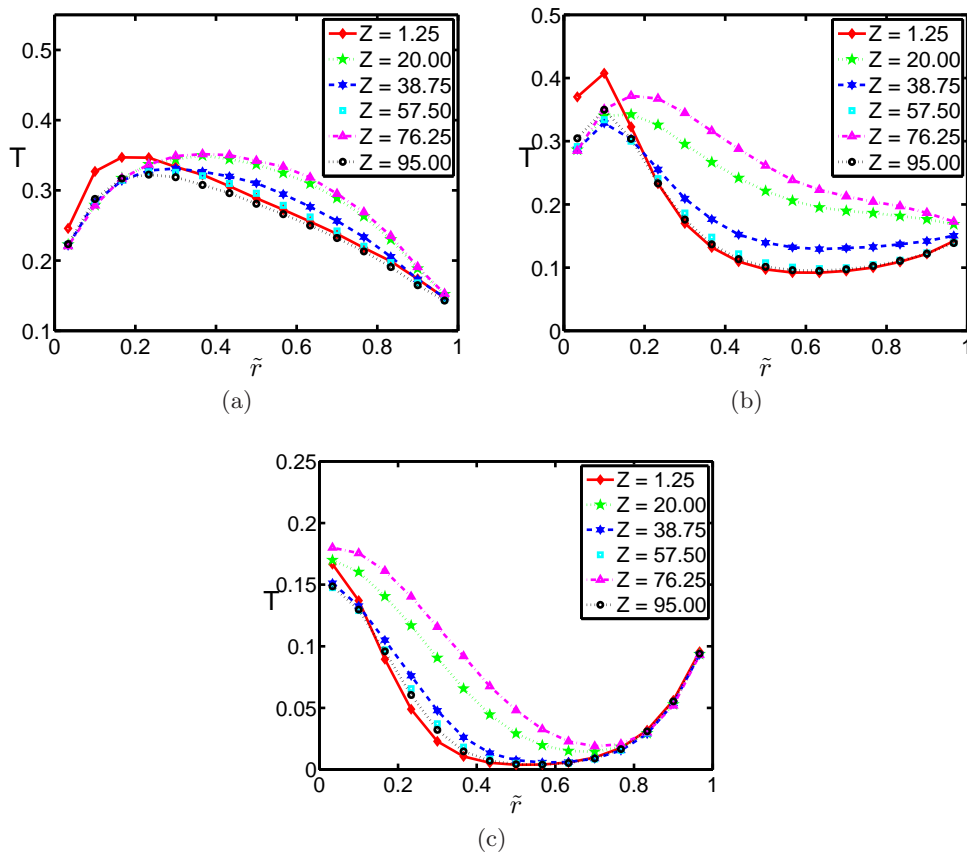 0.5
0.4
0.3
0.2
0.1
T
0
0.2
0.4
0.6
0.8
1
r̃
Z = 1.25
Z = 20.00
Z = 38.75
Z = 57.50
Z = 76.25
Z = 95.00
(a)
0.5
0.4
0.3
0.2
0.1
0
T
0
0.2
0.4
0.6
0.8
1
r̃
Z = 1.25
Z = 20.00
Z = 38.75
Z = 57.50
Z = 76.25
Z = 95.00
(b)
0.25
0.2
0.15
0.1
0.05
0
T
0
0.2
0.4
0.6
0.8
1
r̃
Z = 1.25
Z = 20.00
Z = 38.75
Z = 57.50
Z = 76.25
Z = 95.00
(c)